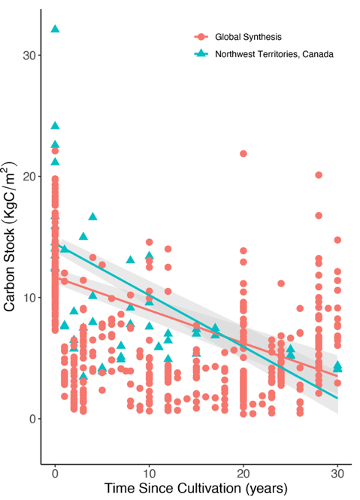 Global Synthesis
Northwest Territories, Canada
Carbon Stock (KgC/m²)
30
20
10
0
0
10
20
30
Time Since Cultivation (years)